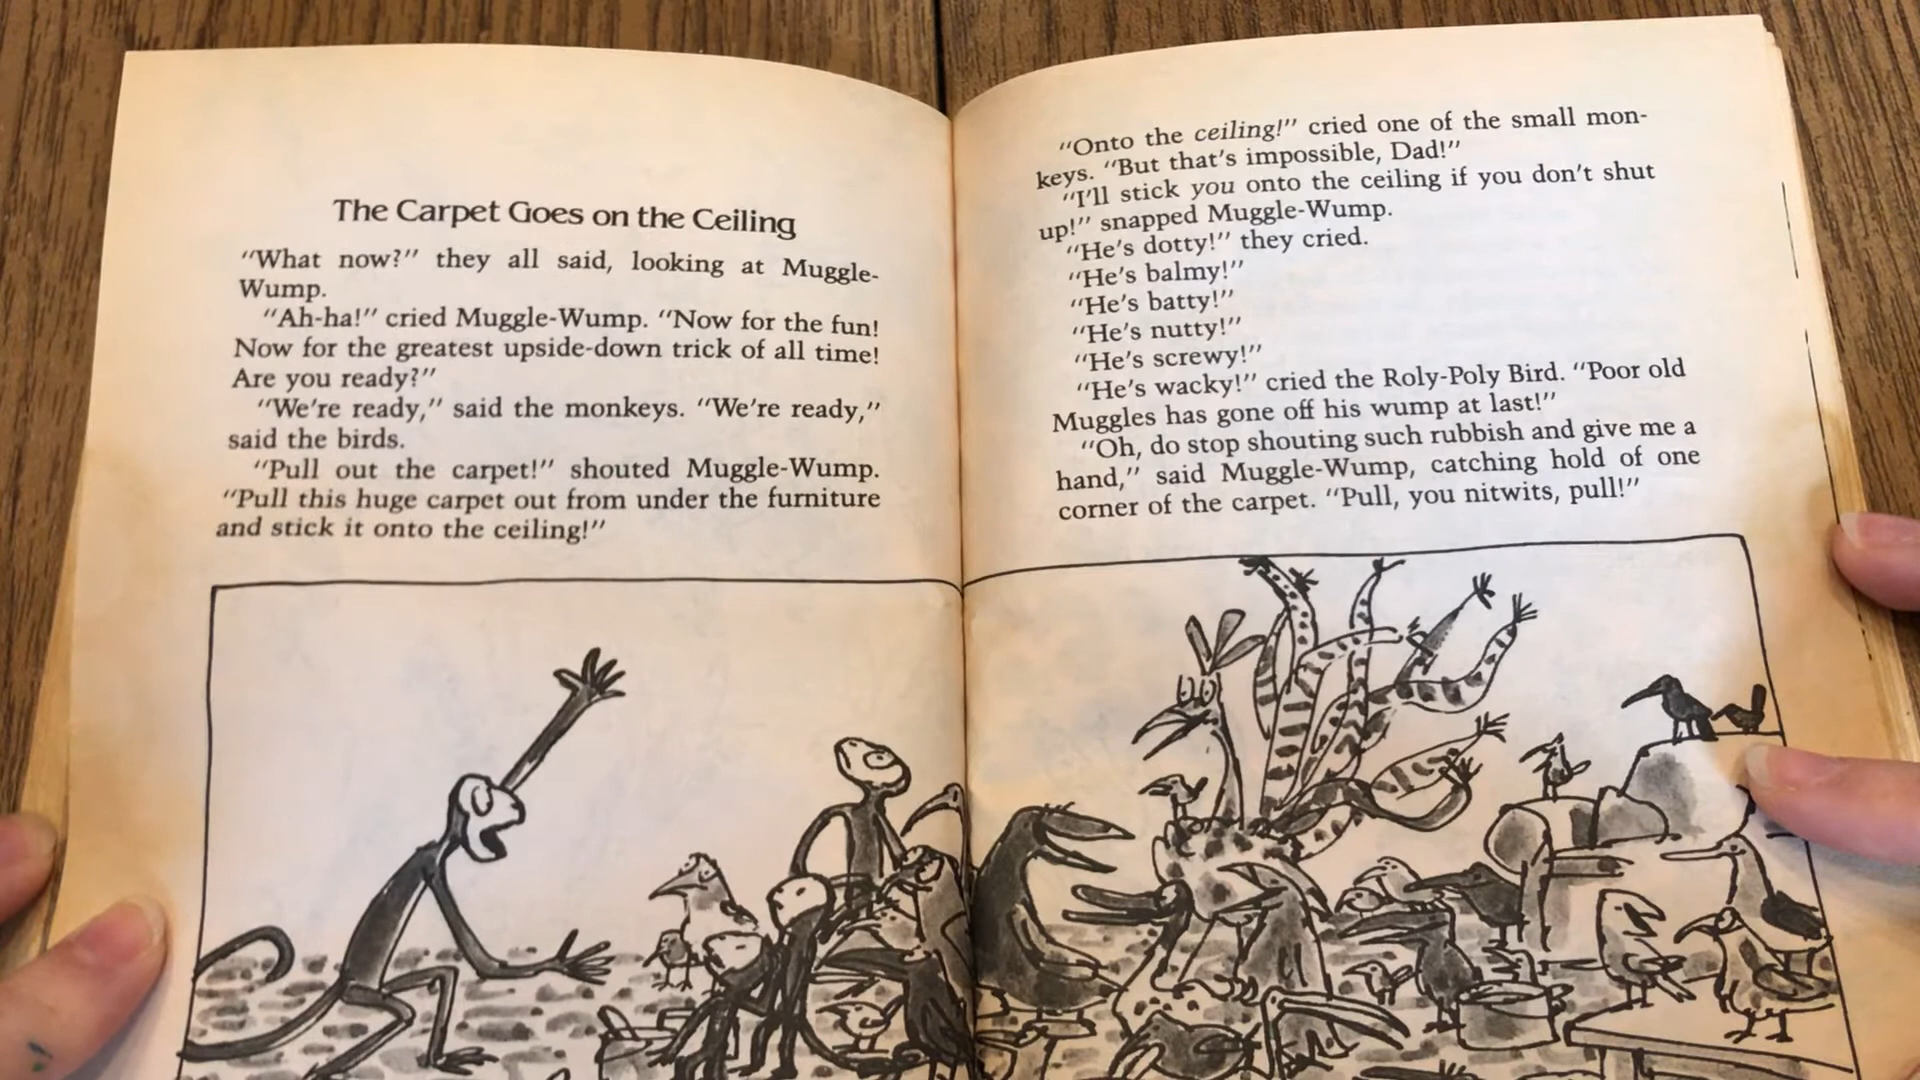 The Carpet Goes on the Ceiling
"What now?" they all said, looking at Muggle-
Wump.
"Ah-ha!" cried Muggle-Wump. "Now for the fun!
Now for the greatest upside-down trick of all time!
Are you ready?"
"We're ready," said the monkeys. "We're ready,"
said the birds.
"Pull out the carpet!" shouted Muggle-Wump.
"Pull this huge carpet out from under the furniture
and stick it onto the ceiling!"
"Onto the ceiling!" cried one of the small mon-
keys. "But that's impossible, Dad!"
"I'll stick you onto the ceiling if you don't shut
up!" snapped Muggle-Wump.
"He's dotty!" they cried.
"He's balmy!"
"He's batty!"
"He's nutty!"
"He's screwy!"
"He's wacky!" cried the Roly-Poly Bird. "Poor old
Muggles has gone off his wump at last!"
"Oh, do stop shouting such rubbish and give me a
hand," said Muggle-Wump, catching hold of one
corner of the carpet. "Pull, you nitwits, pull!"